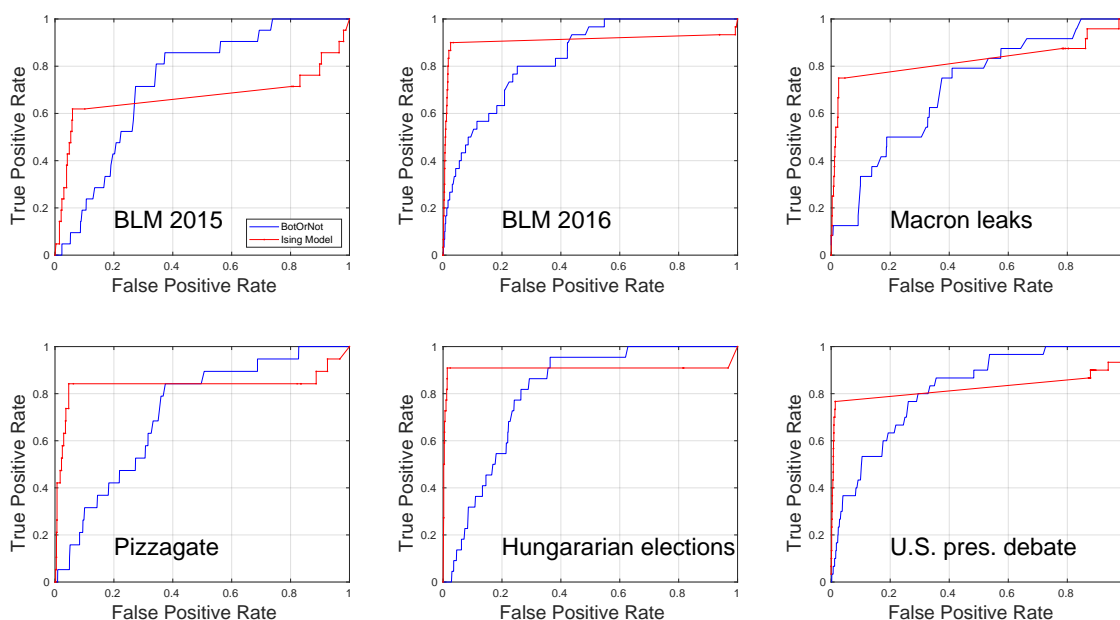 1
0.8
0.6
0.4
0.2
0
True Positive Rate
BLM 2015
BotOrNot
Ising Model
0 0.2 0.4 0.6 0.8 1
False Positive Rate
1
0.8
0.6
0.4
0.2
0
True Positive Rate
BLM 2016
0 0.2 0.4 0.6 0.8 1
False Positive Rate
1
0.8
0.6
0.4
0.2
0
True Positive Rate
Macron leaks
0 0.2 0.4 0.6 0.8
False Positive Rate
1
0.8
0.6
0.4
0.2
0
True Positive Rate
Pizzagate
0 0.2 0.4 0.6 0.8 1
False Positive Rate
1
0.8
0.6
0.4
0.2
0
True Positive Rate
Hungararian elections
0 0.2 0.4 0.6 0.8 1
False Positive Rate
1
0.8
0.6
0.4
0.2
0
True Positive Rate
U.S. pres. debate
0 0.2 0.4 0.6 0.8
False Positive Rate